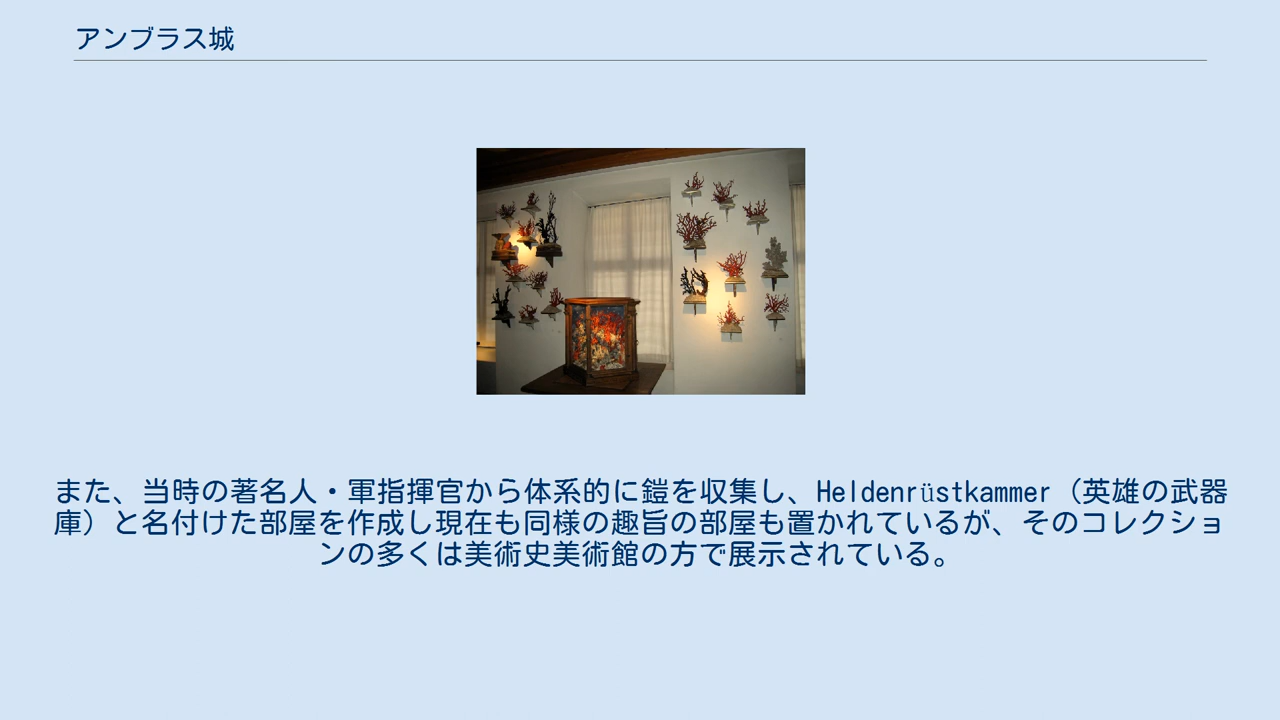 アンブラス城
また、当時の著名人・軍指揮官から体系的に鎧を収集し、Heldenrüstkammer（英雄の武器
庫）と名付けた部屋を作成し現在も同様の趣旨の部屋も置かれているが、そのコレクショ
ンの多くは美術史美術館の方で展示されている。